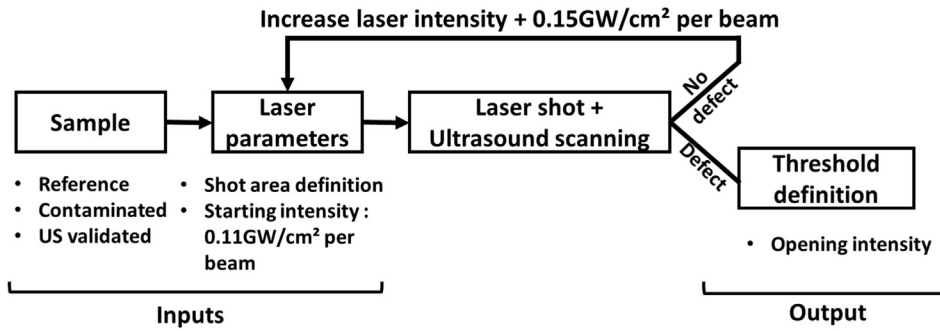 Increase laser intensity + 0.15GW/cm² per beam
Sample
Laser
parameters
Laser shot +
Ultrasound scanning
No
defect
Defect
Threshold
definition
• Reference
• Contaminated
• US validated
• Shot area definition
• Starting intensity :
0.11GW/cm² per
beam
• Opening intensity
Inputs
Output